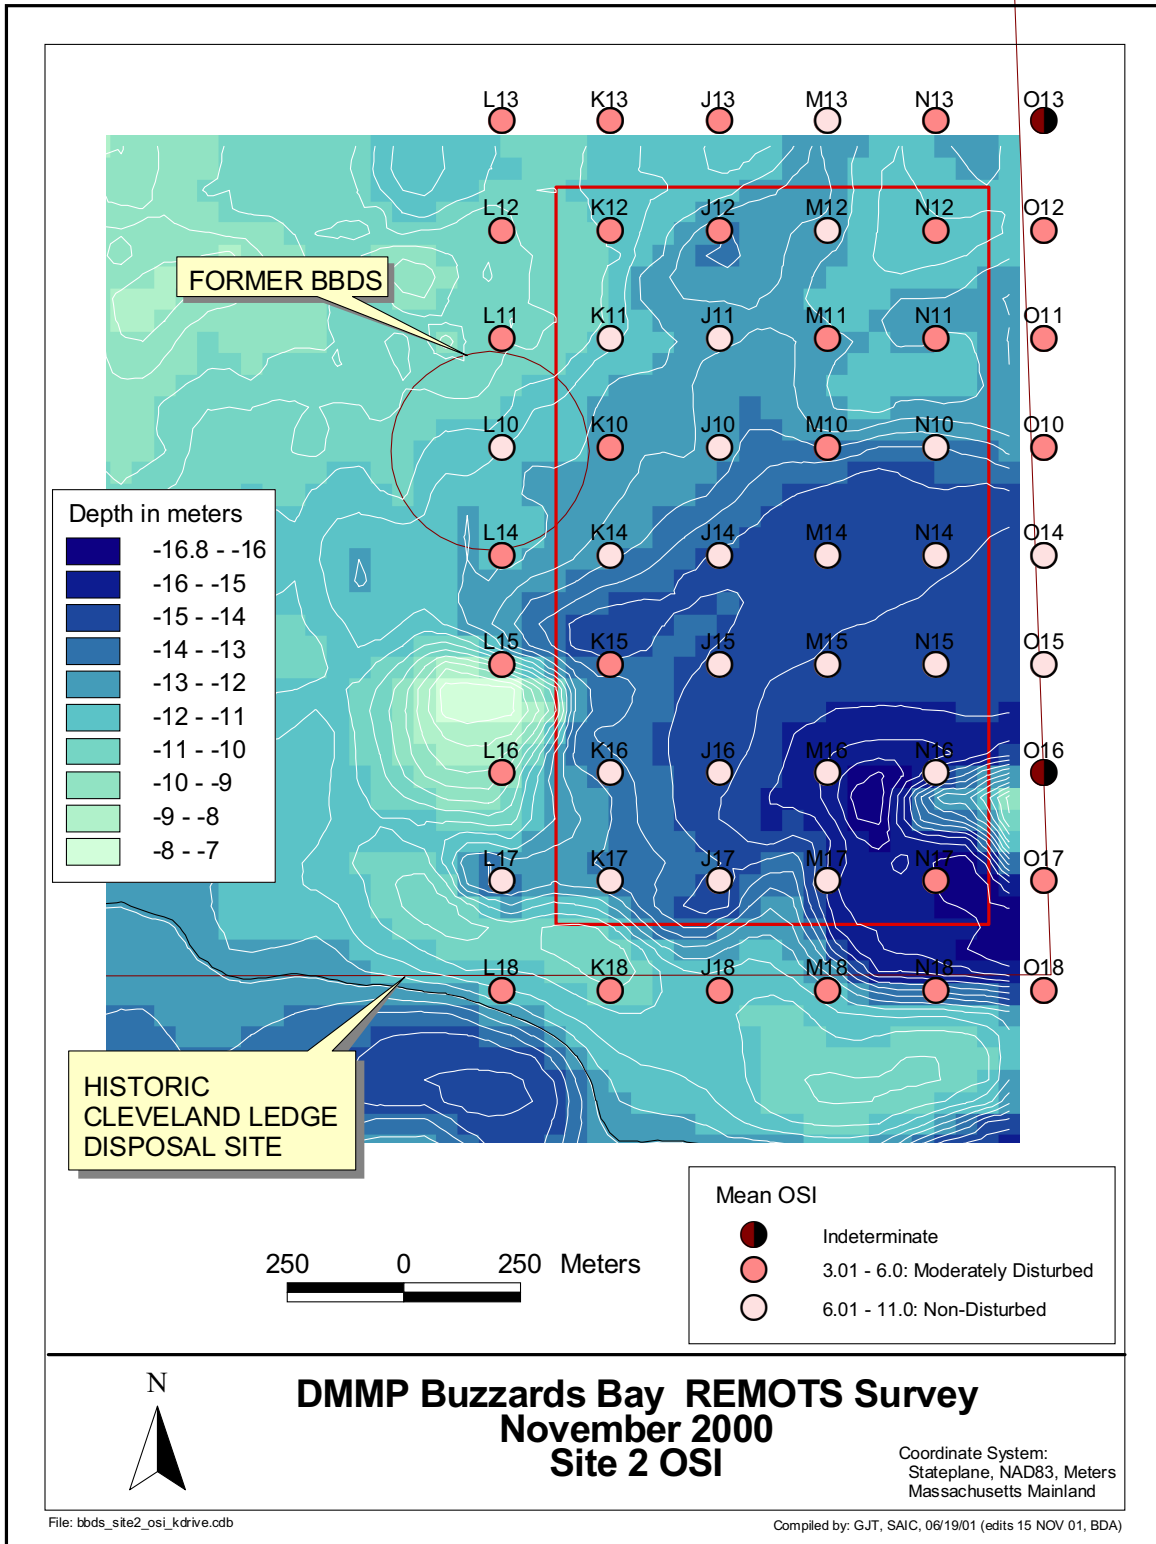 L13 K13 J13 M13 N13 O13
L12 K12 J12 M12 N12 O12
FORMER BBDS
L11 K11 J11 M11 N11 O11
L10 K10 J10 M10 N10 O10
Depth in meters
-16.8 - -16
-16 - -15
-15 - -14
-14 - -13
-13 - -12
-12 - -11
-11 - -10
-10 - -9
-9 - -8
-8 - -7
L14 K14 J14 M14 N14 O14
L15 K15 J15 M15 N15 O15
L16 K16 J16 M16 N16 O16
L17 K17 J17 M17 N17 O17
L18 K18 J18 M18 N18 O18
HISTORIC
CLEVELAND LEDGE
DISPOSAL SITE
Mean OSI
Indeterminate
3.01 - 6.0: Moderately Disturbed
6.01 - 11.0: Non-Disturbed
250 0 250 Meters
N
DMMP Buzzards Bay REMOTS Survey
November 2000
Site 2 OSI
Coordinate System:
Stateplane, NAD83, Meters
Massachusetts Mainland
File: bbds_site2_osi_kdrive.cdb
Compiled by: GJT, SAIC, 06/19/01 (edits 15 NOV 01, BDA)